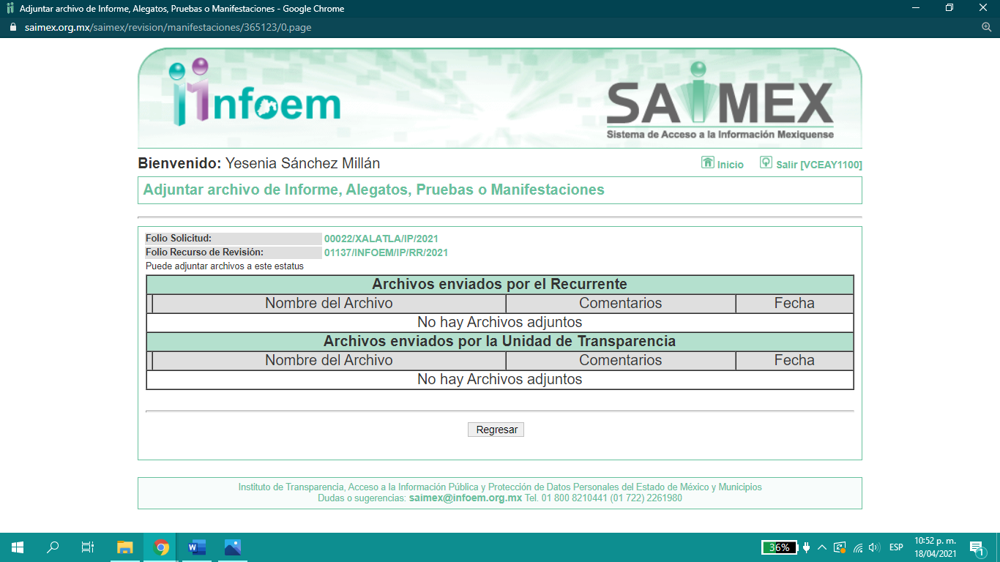 Adjuntar archivo de Informe, Alegatos, Pruebas o Manifestaciones - Google Chrome
saimex.org.mx/saimex/revision/manifestaciones/365123/0.page
infoem
SAIMEX
Sistema de Acceso a la Información Mexiquense
Bienvenido: Yesenia Sánchez Millán
Inicio Salir [VCEAY1100]
Adjuntar archivo de Informe, Alegatos, Pruebas o Manifestaciones
Folio Solicitud: 00022/XALATLA/IP/2021
Folio Recurso de Revisión: 01137/INFOEM/IP/RR/2021
Puede adjuntar archivos a este estatus
Archivos enviados por el Recurrente
Nombre del Archivo Comentarios Fecha
No hay Archivos adjuntos
Archivos enviados por la Unidad de Transparencia
Nombre del Archivo Comentarios Fecha
No hay Archivos adjuntos
Regresar
Instituto de Transparencia, Acceso a la Información Pública y Protección de Datos Personales del Estado de México y Municipios
Dudas o sugerencias: saimex@infoem.org.mx Tel. 01 800 8210441 (01 722) 2261980
36% ESP 10:52 p. m.
18/04/2021
1